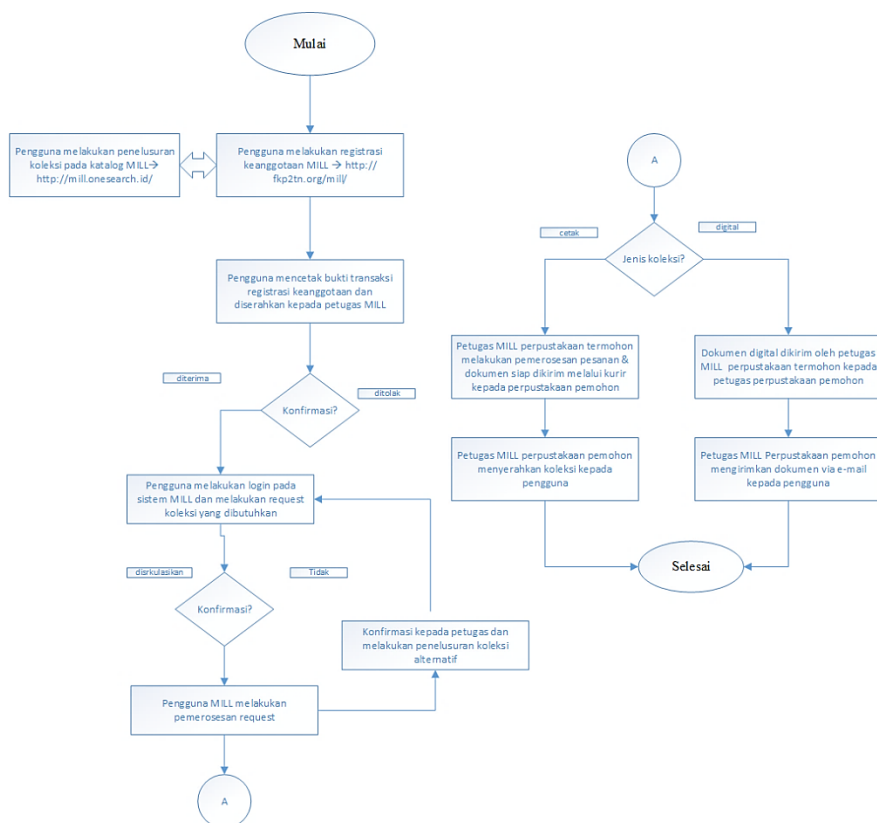 Mulai
Pengguna melakukan penelusuran
koleksi pada katalog MILL→
http://mill.onesearch.id/
Pengguna melakukan registrasi
keanggotaan MILL → http://
fkp2tn.org/mill/
Pengguna mencetak bukti transaksi
registrasi keanggotaan dan
diserahkan kepada petugas MILL
diterima
ditolak
Konfirmasi?
Pengguna melakukan login pada
sistem MILL dan melakukan request
koleksi yang dibutuhkan
disrkulasikan
Tidak
Konfirmasi?
Konfirmasi kepada petugas dan
melakukan penelusuran koleksi
alternatif
Pengguna MILL melakukan
pemerosesan request
A
A
cetak
digital
Jenis koleksi?
Petugas MILL perpustakaan termohon
melakukan pemerosesan pesanan &
dokumen siap dikirim melalui kurir
kepada perpustakaan pemohon
Dokumen digital dikirim oleh petugas
MILL perpustakaan termohon kepada
petugas perpustakaan pemohon
Petugas MILL perpustakaan pemohon
menyerahkan koleksi kepada
pengguna
Petugas MILL Perpustakaan pemohon
mengirimkan dokumen via e-mail
kepada pengguna
Selesai